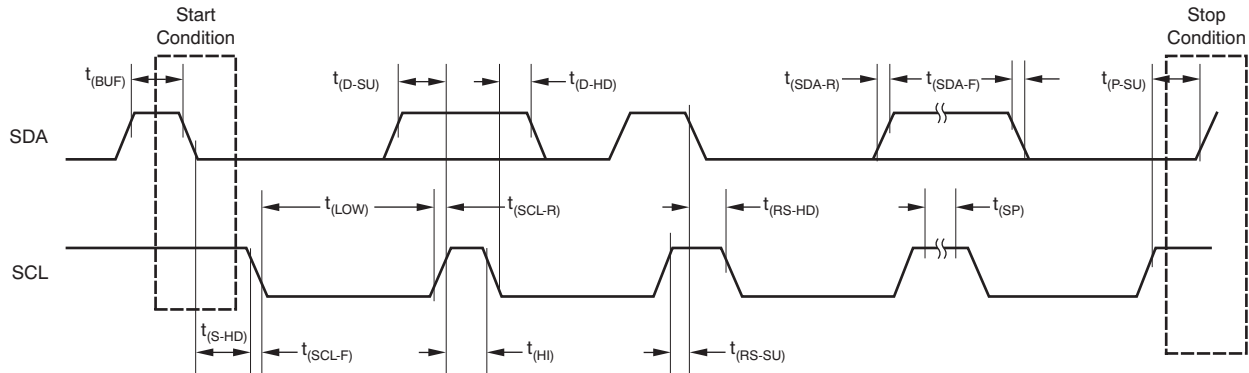 Start
Condition
Stop
Condition
t(BUF)
t(D-SU)
t(D-HD)
t(SDA-R)
t(SDA-F)
t(P-SU)
SDA
t(LOW)
t(SCL-R)
t(RS-HD)
t(SP)
SCL
t(S-HD)
t(SCL-F)
t(HI)
t(RS-SU)